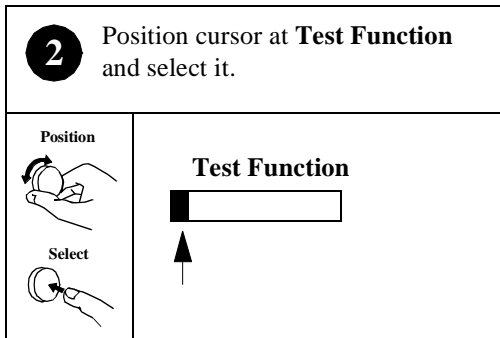 2
Position cursor at Test Function
and select it.
Position
Test Function
Select